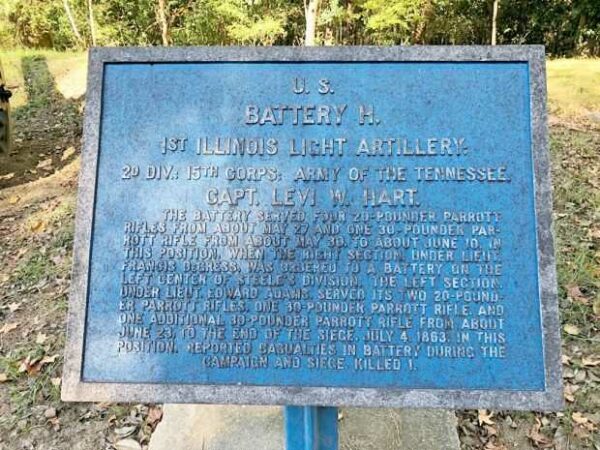 U. S.
BATTERY H.
1ST ILLINOIS LIGHT ARTILLERY:
2D DIV: 15TH CORPS: ARMY OF THE TENNESSEE.
CAPT. LEVI W. HART.
THE BATTERY SERVED FOUR 20-POUNDER PARROTT
RIFLES FROM ABOUT MAY 27 AND ONE 30-POUNDER PAR-
ROTT RIFLE FROM ABOUT MAY 30, TO ABOUT JUNE 10, IN
THIS POSITION, WHEN THE RIGHT SECTION, UNDER LIEUT.
FRANCIS DEGRESS, WAS ORDERED TO A BATTERY ON THE
LEFT CENTER OF STEELE'S DIVISION. THE LEFT SECTION,
UNDER LIEUT. EDWARD ADAMS, SERVED ITS TWO 20-POUND-
ER PARROTT RIFLES, ONE 30-POUNDER PARROTT RIFLE, AND
ONE ADDITIONAL 30-POUNDER PARROTT RIFLE FROM ABOUT
JUNE 23, TO THE END OF THE SIEGE, JULY 4, 1863, IN THIS
POSITION. REPORTED CASUALTIES IN BATTERY DURING THE
CAMPAIGN AND SIEGE, KILLED 1.